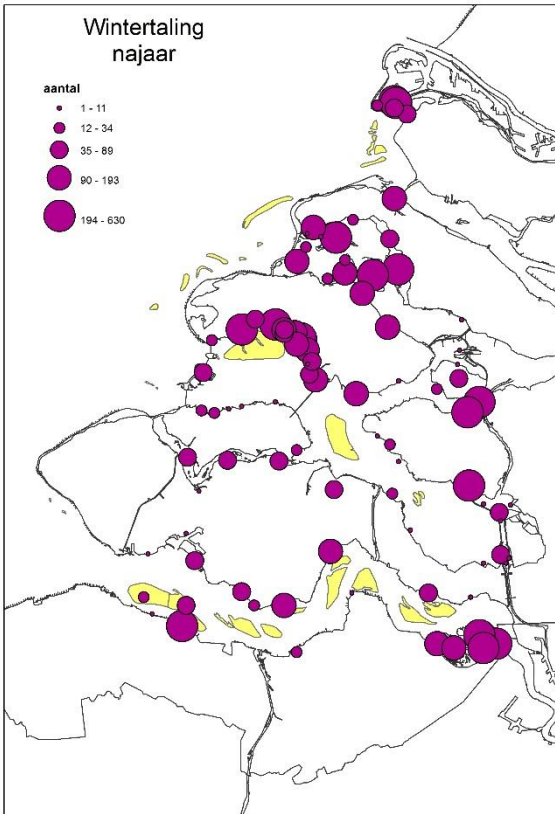 Wintertaling
najaar
aantal
1 - 11
12 - 34
35 - 89
90 - 193
194 - 630